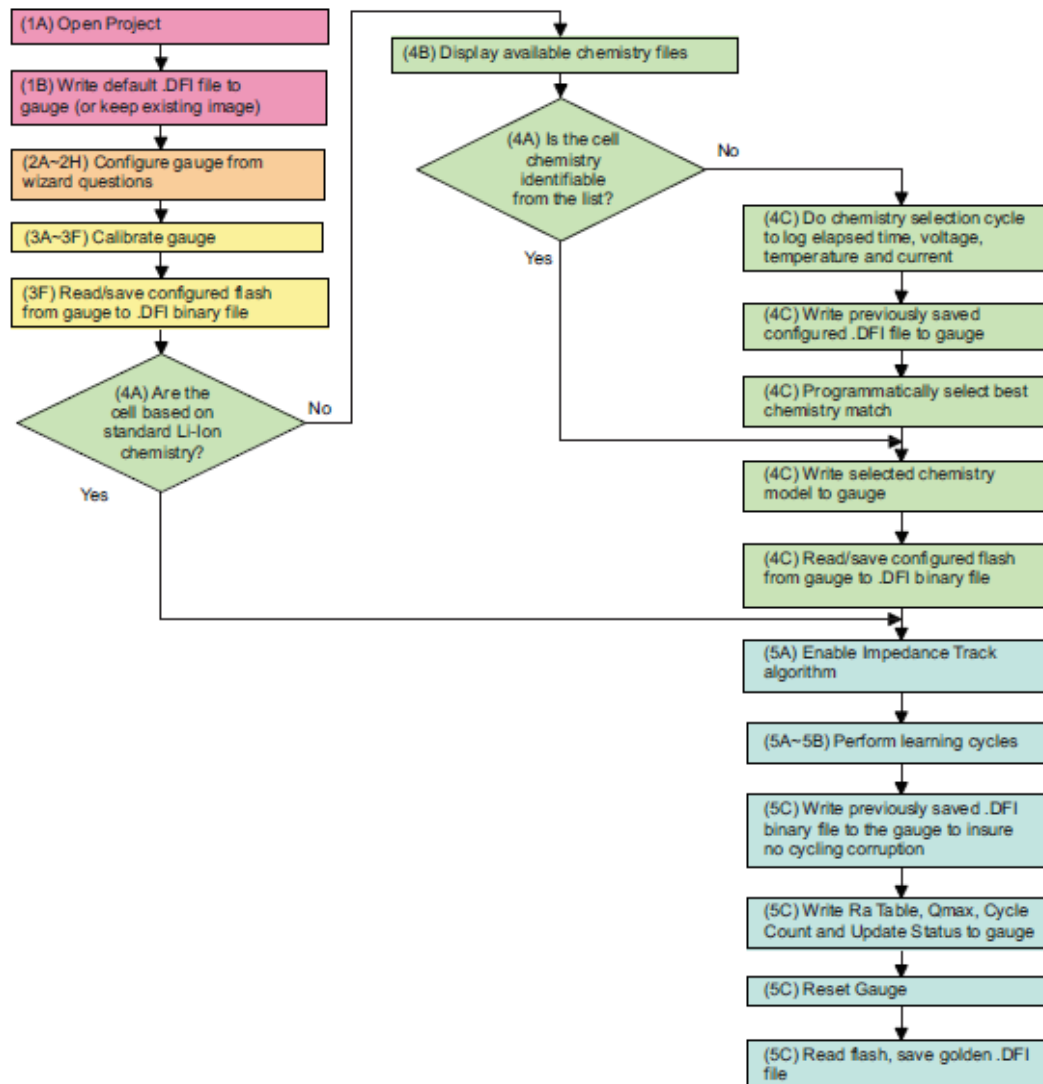 (1A) Open Project
(1B) Write default .DFI file to
gauge (or keep existing image)
(2A~2H) Configure gauge from
wizard questions
(3A~3F) Calibrate gauge
(3F) Read/save configured flash
from gauge to .DFI binary file
(4A) Are the
cell based on
standard Li-Ion
chemistry?
No
Yes
(4B) Display available chemistry files
(4A) Is the cell
chemistry
identifiable
from the list?
No
Yes
(4C) Do chemistry selection cycle
to log elapsed time, voltage,
temperature and current
(4C) Write previously saved
configured .DFI file to gauge
(4C) Programmatically select best
chemistry match
(4C) Write selected chemistry
model to gauge
(4C) Read/save configured flash
from gauge to .DFI binary file
(5A) Enable Impedance Track
algorithm
(5A~5B) Perform learning cycles
(5C) Write previously saved .DFI
binary file to the gauge to insure
no cycling corruption
(5C) Write Ra Table, Qmax, Cycle
Count and Update Status to gauge
(5C) Reset Gauge
(5C) Read flash, save golden .DFI
file